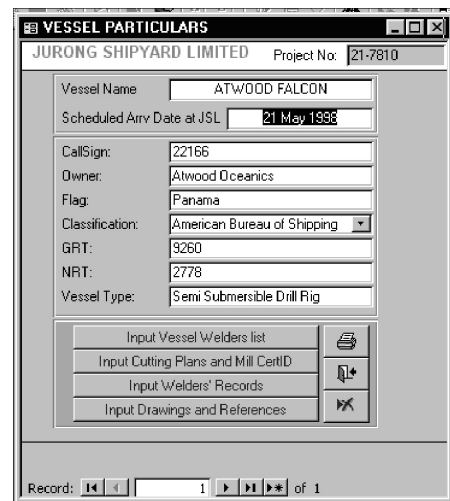 VESSEL PARTICULARS
JURONG SHIPYARD LIMITED Project No: 21-7810
Vessel Name ATWOOD FALCON
Scheduled Arrv Date at JSL 21 May 1998
CallSign: 22166
Owner: Atwood Oceanics
Flag: Panama
Classification: American Bureau of Shipping
GRT: 9260
NRT: 2778
Vessel Type: Semi Submersible Drill Rig
Input Vessel Welders list
Input Cutting Plans and Mill CertID
Input Welders' Records
Input Drawings and References
Record: 1 of 1